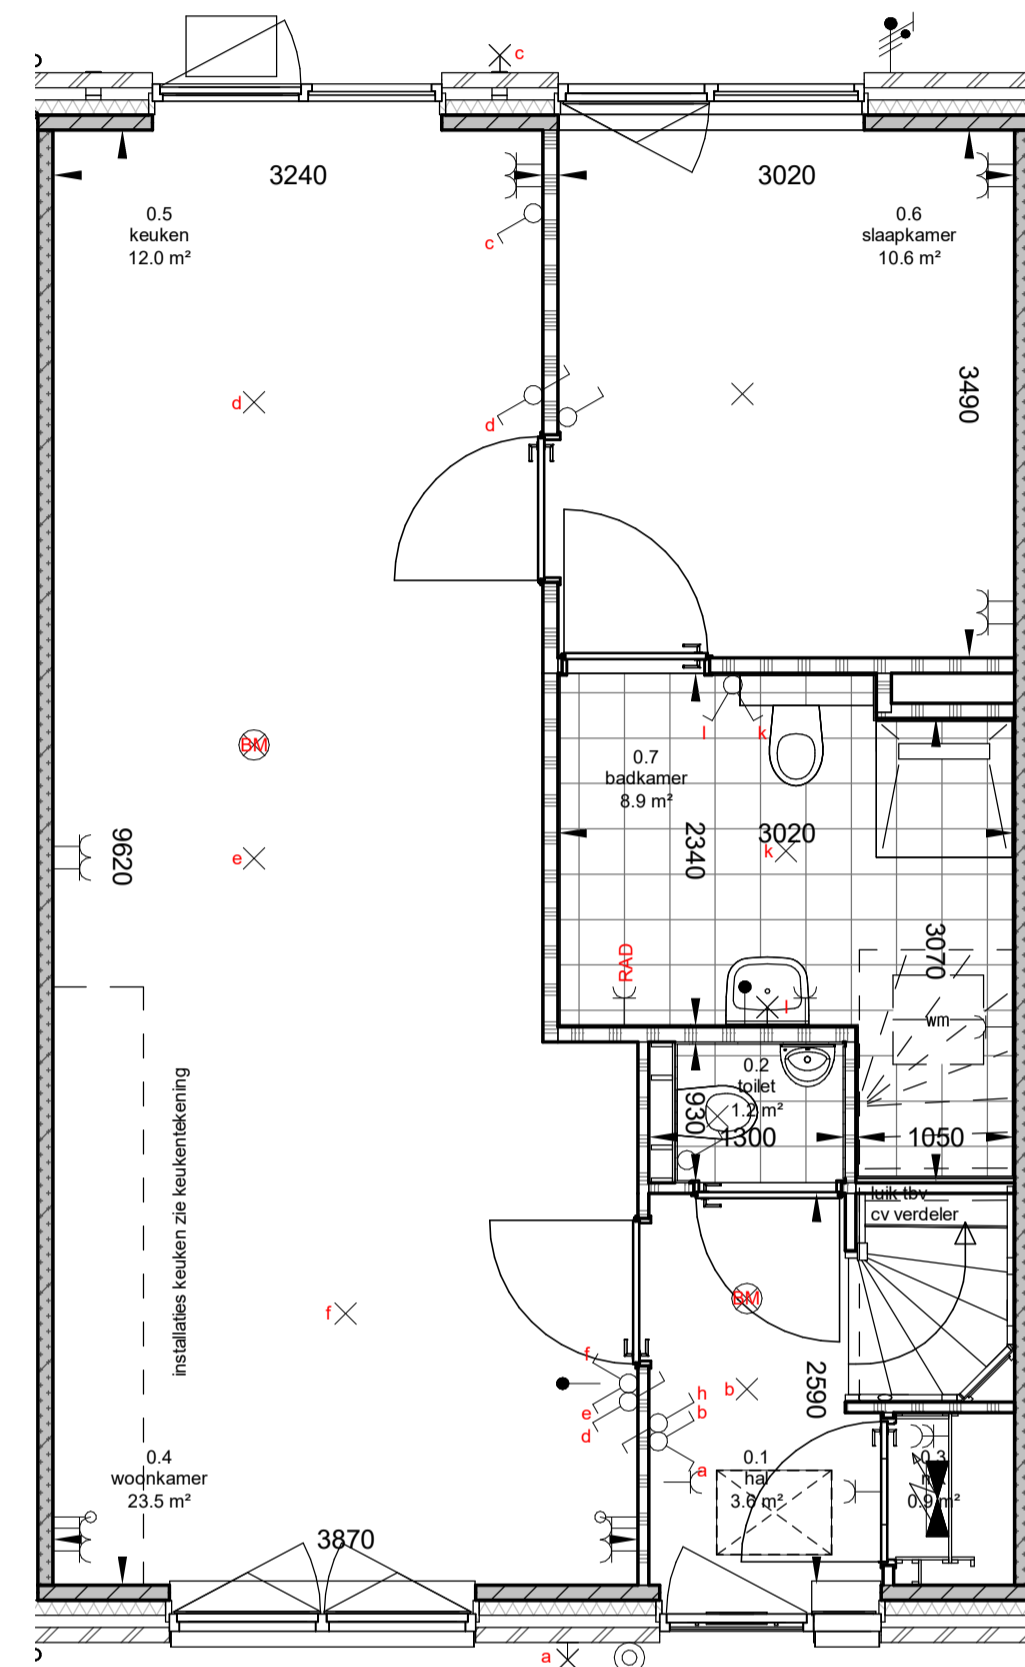 c
3240
3020
0.5
keuken
12.0 m²
0.6
slaapkamer
10.6 m²
c
3490
d
d
BM
0.7
badkamer
8.9 m²
l
k
9620
e
2340
3020
k
3070
RAD
l
wm
0.2
toilet
1.2 m²
930
1300
1050
installaties keuken zie keukentekening
luik tbv
cv verdeler
BM
f
f
e
d
h
b
a
b
2590
0.4
woonkamer
23.5 m²
0.1
hal
3.6 m²
0.3
0.9 m²
3870
a